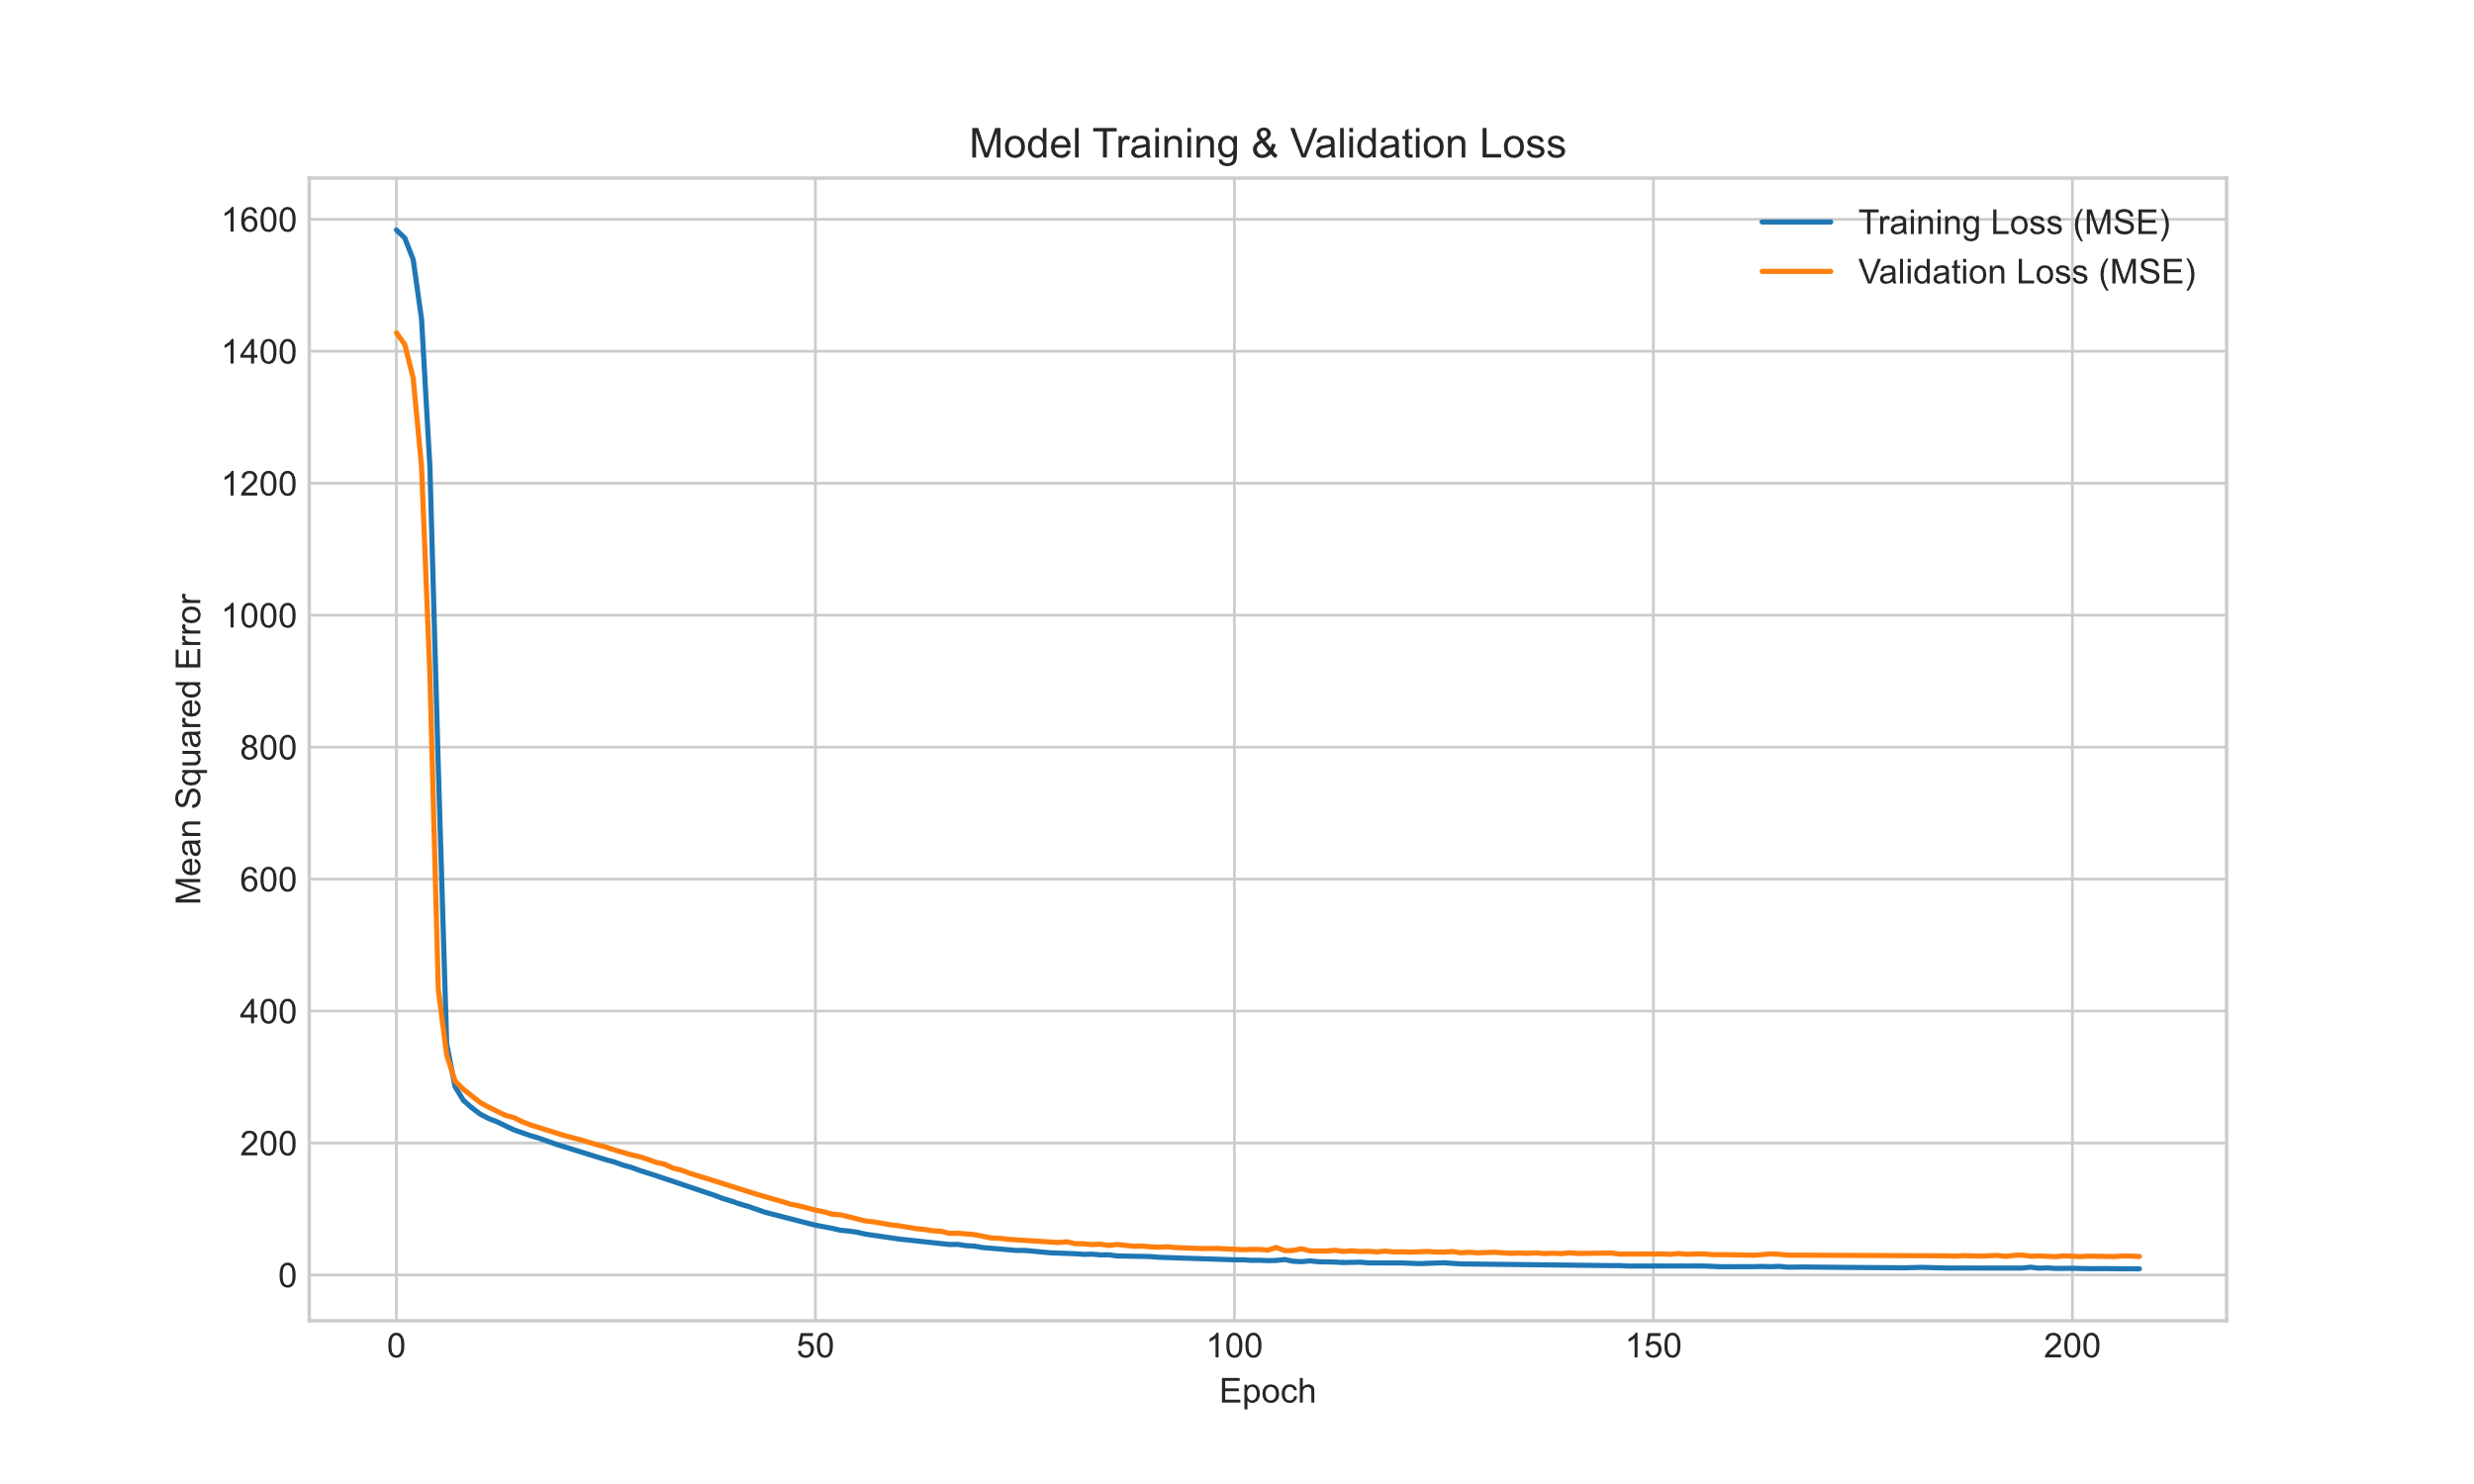 Model Training & Validation Loss
Training Loss (MSE)
Validation Loss (MSE)
Mean Squared Error
1600
1400
1200
1000
800
600
400
200
0
0 50 100 150 200
Epoch